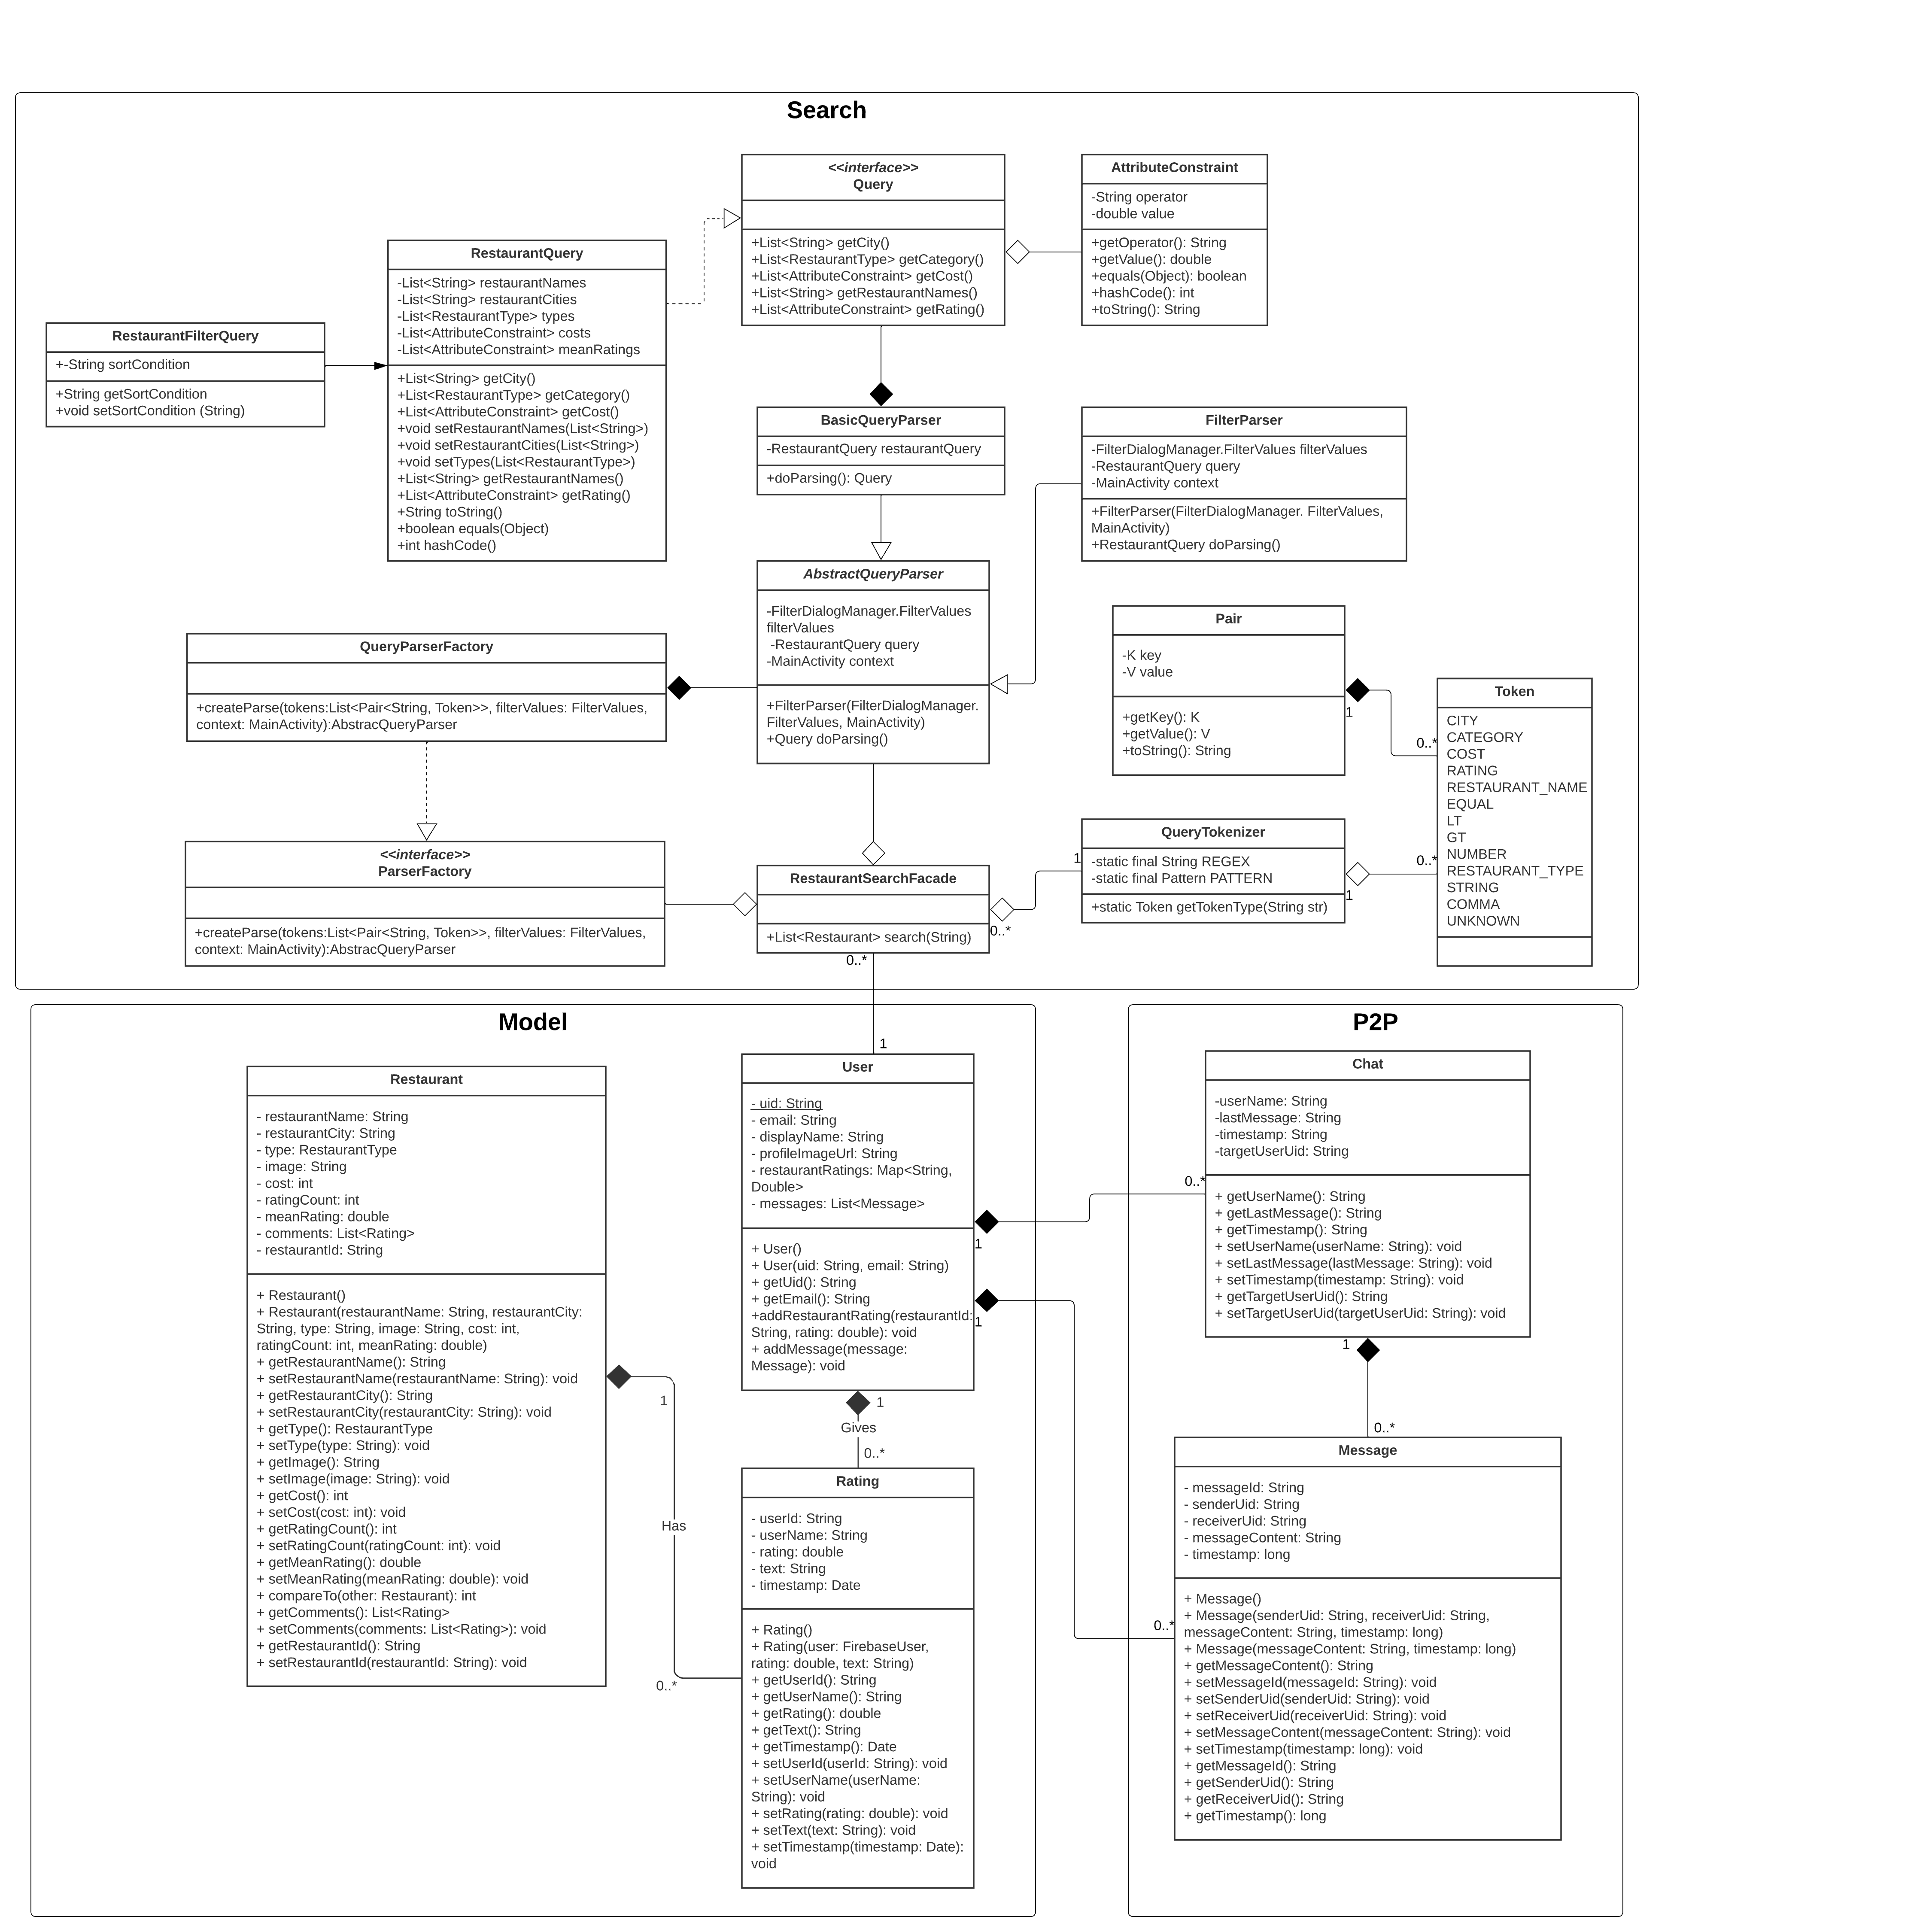 Search
<<interface>>
Query
+List<String> getCity()
+List<RestaurantType> getCategory()
+List<AttributeConstraint> getCost()
+List<String> getRestaurantNames()
+List<AttributeConstraint> getRating()
AttributeConstraint
-String operator
-double value
+getOperator(): String
+getValue(): double
+equals(Object): boolean
+hashCode(): int
+toString(): String
RestaurantQuery
-List<String> restaurantNames
-List<String> restaurantCities
-List<RestaurantType> types
-List<AttributeConstraint> costs
-List<AttributeConstraint> meanRatings
+List<String> getCity()
+List<RestaurantType> getCategory()
+List<AttributeConstraint> getCost()
+void setRestaurantNames(List<String>)
+void setRestaurantCities(List<String>)
+void setTypes(List<RestaurantType>)
+List<String> getRestaurantNames()
+List<AttributeConstraint> getRating()
+String toString()
+boolean equals(Object)
+int hashCode()
RestaurantFilterQuery
+-String sortCondition
+String getSortCondition
+void setSortCondition (String)
BasicQueryParser
-RestaurantQuery restaurantQuery
+doParsing(): Query
FilterParser
-FilterDialogManager.FilterValues filterValues
-RestaurantQuery query
-MainActivity context
+FilterParser(FilterDialogManager. FilterValues,
MainActivity)
+RestaurantQuery doParsing()
AbstractQueryParser
-FilterDialogManager.FilterValues
filterValues
-RestaurantQuery query
-MainActivity context
+FilterParser(FilterDialogManager.
FilterValues, MainActivity)
+Query doParsing()
Pair
-K key
-V value
+getKey(): K
+getValue(): V
+toString(): String
1
0..*
QueryParserFactory
+createParse(tokens:List<Pair<String, Token>>, filterValues: FilterValues,
context: MainActivity):AbstracQueryParser
Token
CITY
CATEGORY
COST
RATING
RESTAURANT_NAME
EQUAL
LT
GT
NUMBER
RESTAURANT_TYPE
STRING
COMMA
UNKNOWN
<<interface>>
ParserFactory
+createParse(tokens:List<Pair<String, Token>>, filterValues: FilterValues,
context: MainActivity):AbstracQueryParser
RestaurantSearchFacade
+List<Restaurant> search(String)
0..*
1
QueryTokenizer
-static final String REGEX
-static final Pattern PATTERN
+static Token getTokenType(String str)
1
0..*
0..*
1
Model
Restaurant
- restaurantName: String
- restaurantCity: String
- type: RestaurantType
- image: String
- cost: int
- ratingCount: int
- meanRating: double
- comments: List<Rating>
- restaurantId: String
+ Restaurant()
+ Restaurant(restaurantName: String, restaurantCity:
String, type: String, image: String, cost: int,
ratingCount: int, meanRating: double)
+ getRestaurantName(): String
+ setRestaurantName(restaurantName: String): void
+ getRestaurantCity(): String
+ setRestaurantCity(restaurantCity: String): void
+ getType(): RestaurantType
+ setType(type: String): void
+ getImage(): String
+ setImage(image: String): void
+ getCost(): int
+ setCost(cost: int): void
+ getRatingCount(): int
+ setRatingCount(ratingCount: int): void
+ getMeanRating(): double
+ setMeanRating(meanRating: double): void
+ compareTo(other: Restaurant): int
+ getComments(): List<Rating>
+ setComments(comments: List<Rating>): void
+ getRestaurantId(): String
+ setRestaurantId(restaurantId: String): void
1
Has
0..*
User
- uid: String
- email: String
- displayName: String
- profileImageUrl: String
- restaurantRatings: Map<String,
Double>
- messages: List<Message>
+ User()
+ User(uid: String, email: String)
+ getUid(): String
+ getEmail(): String
+addRestaurantRating(restaurantId:
String, rating: double): void
+ addMessage(message:
Message): void
1
0..*
1
0..*
1
Gives
0..*
Rating
- userId: String
- userName: String
- rating: double
- text: String
- timestamp: Date
+ Rating()
+ Rating(user: FirebaseUser,
rating: double, text: String)
+ getUserId(): String
+ getUserName(): String
+ getRating(): double
+ getText(): String
+ getTimestamp(): Date
+ setUserId(userId: String): void
+ setUserName(userName:
String): void
+ setRating(rating: double): void
+ setText(text: String): void
+ setTimestamp(timestamp: Date):
void
P2P
Chat
-userName: String
-lastMessage: String
-timestamp: String
-targetUserUid: String
+ getUserName(): String
+ getLastMessage(): String
+ getTimestamp(): String
+ setUserName(userName: String): void
+ setLastMessage(lastMessage: String): void
+ setTimestamp(timestamp: String): void
+ getTargetUserUid(): String
+ setTargetUserUid(targetUserUid: String): void
1
0..*
Message
- messageId: String
- senderUid: String
- receiverUid: String
- messageContent: String
- timestamp: long
+ Message()
+ Message(senderUid: String, receiverUid: String,
messageContent: String, timestamp: long)
+ Message(messageContent: String, timestamp: long)
+ getMessageContent(): String
+ setMessageId(messageId: String): void
+ setSenderUid(senderUid: String): void
+ setReceiverUid(receiverUid: String): void
+ setMessageContent(messageContent: String): void
+ setTimestamp(timestamp: long): void
+ getMessageId(): String
+ getSenderUid(): String
+ getReceiverUid(): String
+ getTimestamp(): long